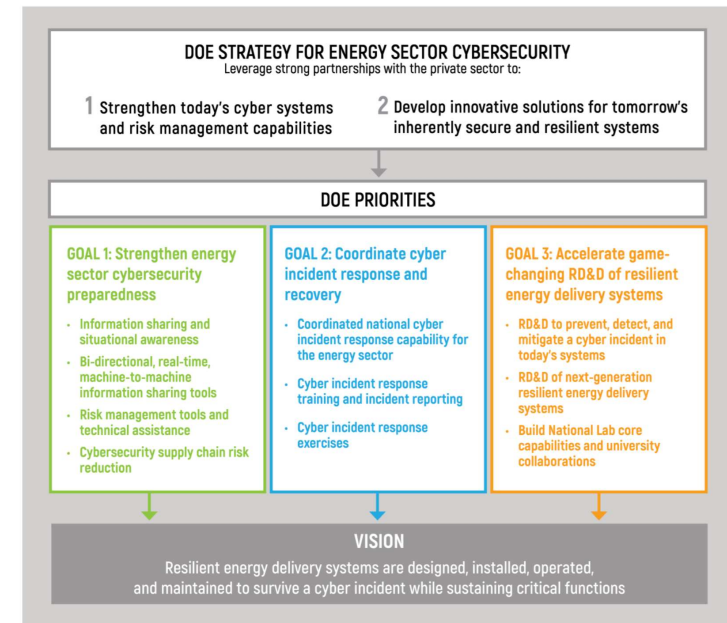 DOE STRATEGY FOR ENERGY SECTOR CYBERSECURITY
Leverage strong partnerships with the private sector to:
1 Strengthen today's cyber systems
and risk management capabilities
2 Develop innovative solutions for tomorrow's
inherently secure and resilient systems
DOE PRIORITIES
GOAL 1: Strengthen energy
sector cybersecurity
preparedness
• Information sharing and
situational awareness
• Bi-directional, real-time,
machine-to-machine
information sharing tools
• Risk management tools and
technical assistance
• Cybersecurity supply chain risk
reduction
GOAL 2: Coordinate cyber
incident response and
recovery
• Coordinated national cyber
incident response capability for
the energy sector
• Cyber incident response
training and incident reporting
• Cyber incident response
exercises
GOAL 3: Accelerate game-
changing RD&D of resilient
energy delivery systems
• RD&D to prevent, detect, and
mitigate a cyber incident in
today's systems
• RD&D of next-generation
resilient energy delivery
systems
• Build National Lab core
capabilities and university
collaborations
VISION
Resilient energy delivery systems are designed, installed, operated,
and maintained to survive a cyber incident while sustaining critical functions